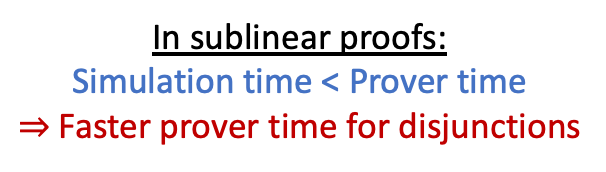 In sublinear proofs:
Simulation time < Prover time
⇒ Faster prover time for disjunctions